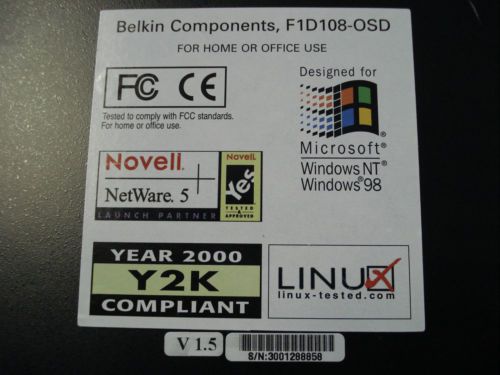 Belkin Components, F1D108-OSD
FOR HOME OR OFFICE USE
FC CE
Tested to comply with FCC standards.
For home or office use.
Designed for
Microsoft®
Windows NT®
Windows®98
Novell®
NetWare® 5
LAUNCH PARTNER
Novell.
Yes
TESTED
&
APPROVED
YEAR 2000
Y2K
COMPLIANT
LINUX
linux-tested.com
V 1.5
S/N:3001288858